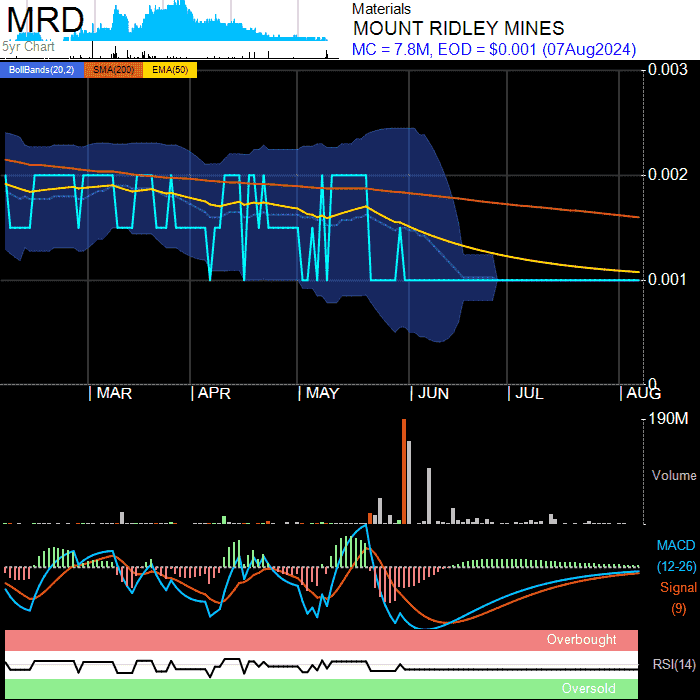 MRD
5yr Chart
Materials
MOUNT RIDLEY MINES
MC = 7.8M, EOD = $0.001 (07Aug2024)
BollBands(20,2) SMA(200) EMA(50)
0.003
0.002
0.001
0
| MAR | APR | MAY | JUN | JUL | AUG
190M
Volume
MACD
(12-26)
Signal
(9)
Overbought
RSI(14)
Oversold